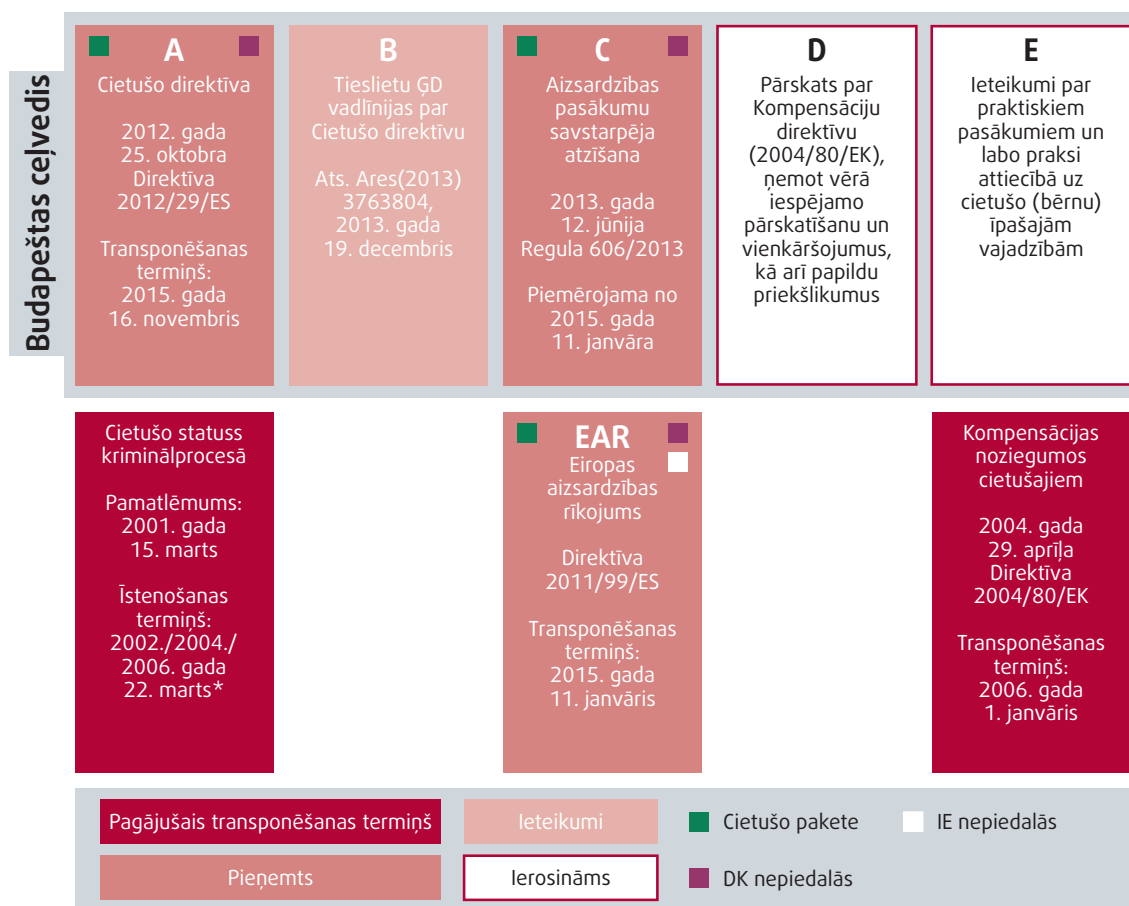 Budapeštas ceļvedis
A
Cietušo direktīva
2012. gada
25. oktobra
Direktīva
2012/29/ES
Transponēšanas
termiņš:
2015. gada
16. novembris
B
Tieslietu ĢD
vadlīnijas par
Cietušo direktīvu
Ats. Ares(2013)
3763804,
2013. gada
19. decembris
C
Aizsardzības
pasākumu
savstarpēja
atzīšana
2013. gada
12. jūnija
Regula 606/2013
Piemērojama no
2015. gada
11. janvāra
D
Pārskats par
Kompensāciju
direktīvu
(2004/80/EK),
ņemot vērā
iespējamo
pārskatīšanu un
vienkāršojumus,
kā arī papildu
priekšlikumus
E
Ieteikumi par
praktiskiem
pasākumiem un
labo praksi
attiecībā uz
cietušo (bērnu)
īpašajām
vajadzībām
Cietušo statuss
kriminālprocesā
Pamatlēmums:
2001. gada
15. marts
Īstenošanas
termiņš:
2002./2004./
2006. gada
22. marts*
EAR
Eiropas
aizsardzības
rīkojums
Direktīva
2011/99/ES
Transponēšanas
termiņš:
2015. gada
11. janvāris
Kompensācijas
noziegumos
cietušajiem
2004. gada
29. aprīļa
Direktīva
2004/80/EK
Transponēšanas
termiņš:
2006. gada
1. janvāris
Pagājušais transponēšanas termiņš
Ieteikumi
Cietušo pakete
IE nepiedalās
Pieņemts
Ierosināms
DK nepiedalās